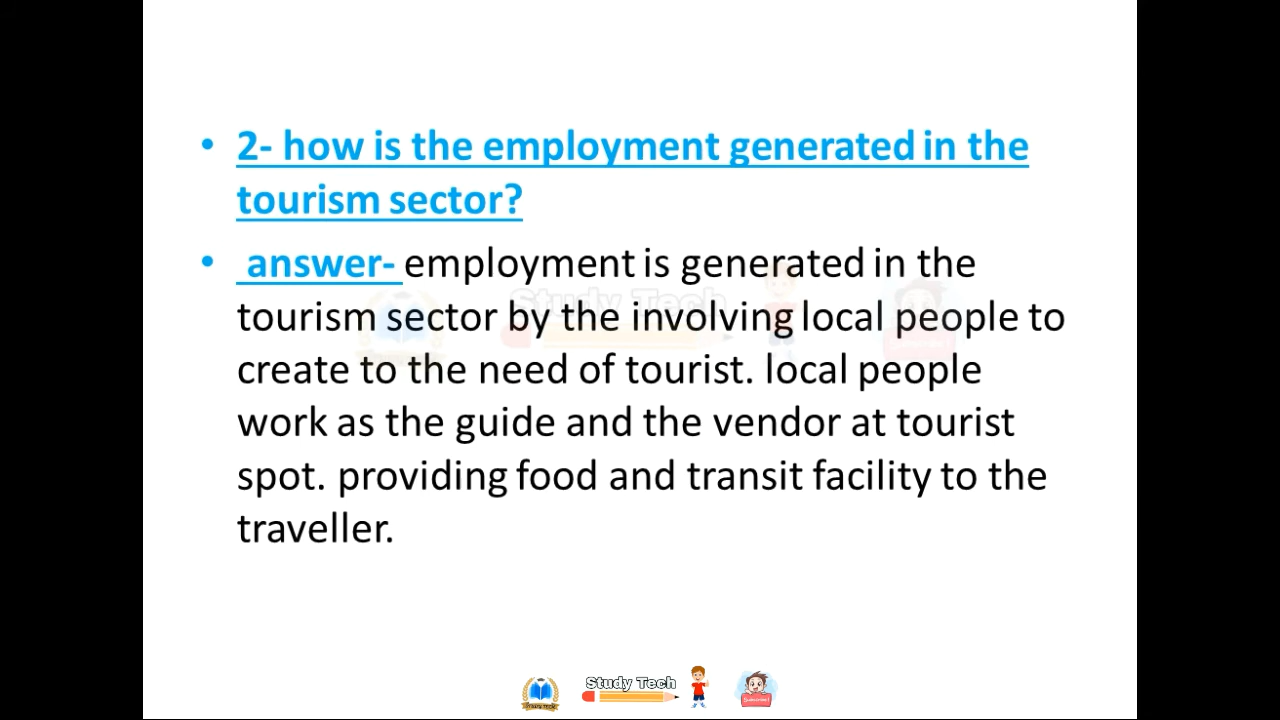 • 2- how is the employment generated in the
tourism sector?
• answer- employment is generated in the
tourism sector by the involving local people to
create to the need of tourist. local people
work as the guide and the vendor at tourist
spot. providing food and transit facility to the
traveller.
Study Tech
Study Tech